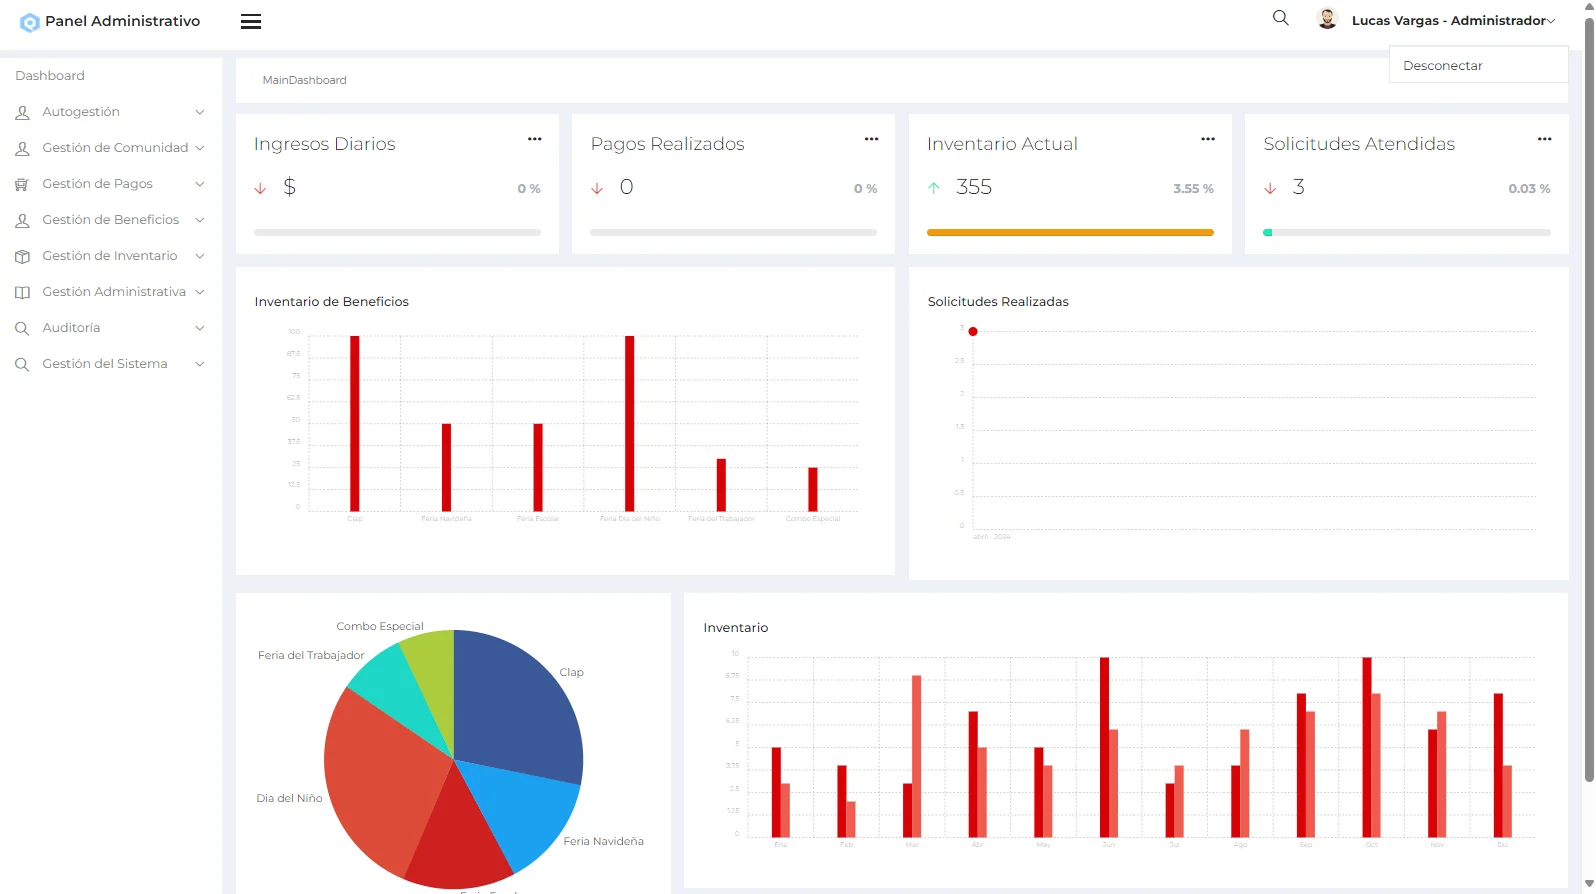 Panel Administrativo
Lucas Vargas - Administrador
Desconectar
Dashboard
Autogestión
Gestión de Comunidad
Gestión de Pagos
Gestión de Beneficios
Gestión de Inventario
Gestión Administrativa
Auditoría
Gestión del Sistema
MainDashboard
Ingresos Diarios
$
0 %
Pagos Realizados
0
0 %
Inventario Actual
355
3.55 %
Solicitudes Atendidas
3
0.03 %
Inventario de Beneficios
100
87.5
75
62.5
50
37.5
25
12.5
0
Clap
Feria Navideña
Feria Escolar
Feria Dia del Niño
Feria del Trabajador
Combo Especial
Solicitudes Realizadas
3
2.5
2
1.5
1
0.5
0
abril - 2024
Combo Especial
Feria del Trabajador
Clap
Dia del Niño
Feria Navideña
Inventario
10
8.75
7.5
6.25
5
3.75
2.5
1.25
0
Ene
Feb
Mar
Abr
May
Jun
Jul
Ago
Sep
Oct
Nov
Dic